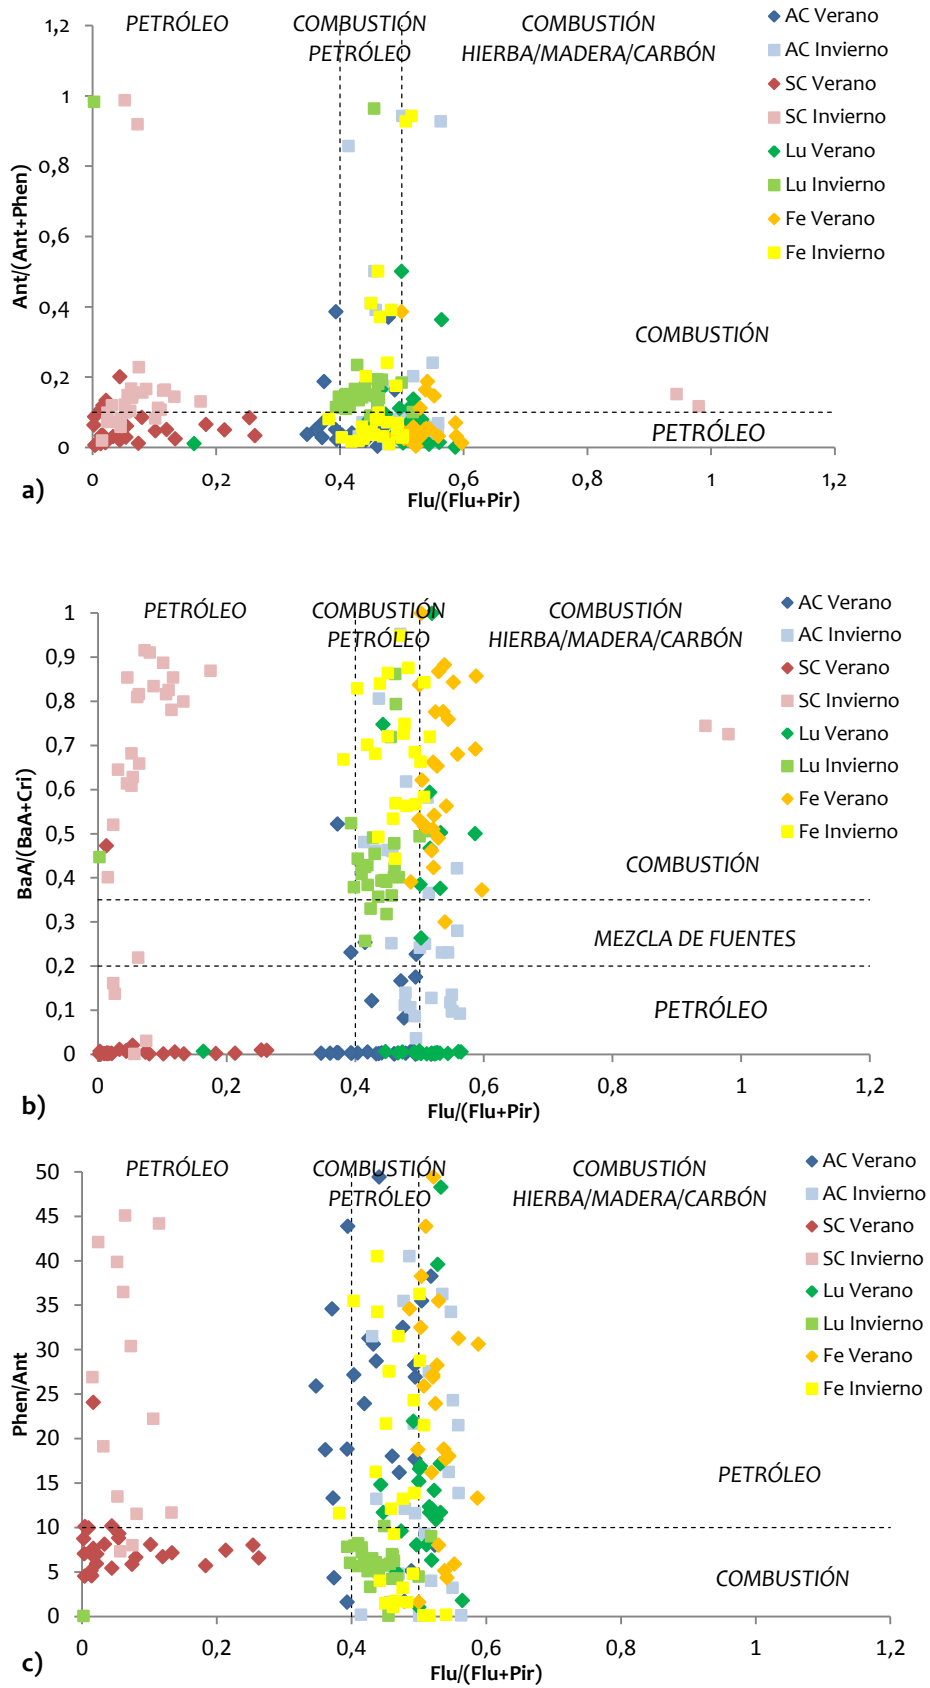 PETRÓLEO
COMBUSTIÓN
PETRÓLEO
COMBUSTIÓN
HIERBA/MADERA/CARBÓN
1,2
1
0,8
0,6
0,4
0,2
0
Ant/(Ant+Phen)
COMBUSTIÓN
PETRÓLEO
0
0,2
0,4
0,6
0,8
1
1,2
Flu/(Flu+Pir)
a)
AC Verano
AC Invierno
SC Verano
SC Invierno
Lu Verano
Lu Invierno
Fe Verano
Fe Invierno
PETRÓLEO
COMBUSTIÓN
PETRÓLEO
COMBUSTIÓN
HIERBA/MADERA/CARBÓN
1
0,9
0,8
0,7
0,6
0,5
0,4
0,3
0,2
0,1
0
BaA/(BaA+Cri)
COMBUSTIÓN
MEZCLA DE FUENTES
PETRÓLEO
0
0,2
0,4
0,6
0,8
1
1,2
Flu/(Flu+Pir)
b)
AC Verano
AC Invierno
SC Verano
SC Invierno
Lu Verano
Lu Invierno
Fe Verano
Fe Invierno
PETRÓLEO
COMBUSTIÓN
PETRÓLEO
COMBUSTIÓN
HIERBA/MADERA/CARBÓN
50
45
40
35
30
25
20
15
10
5
0
Phen/Ant
PETRÓLEO
COMBUSTIÓN
0
0,2
0,4
0,6
0,8
1
1,2
Flu/(Flu+Pir)
c)
AC Verano
AC Invierno
SC Verano
SC Invierno
Lu Verano
Lu Invierno
Fe Verano
Fe Invierno